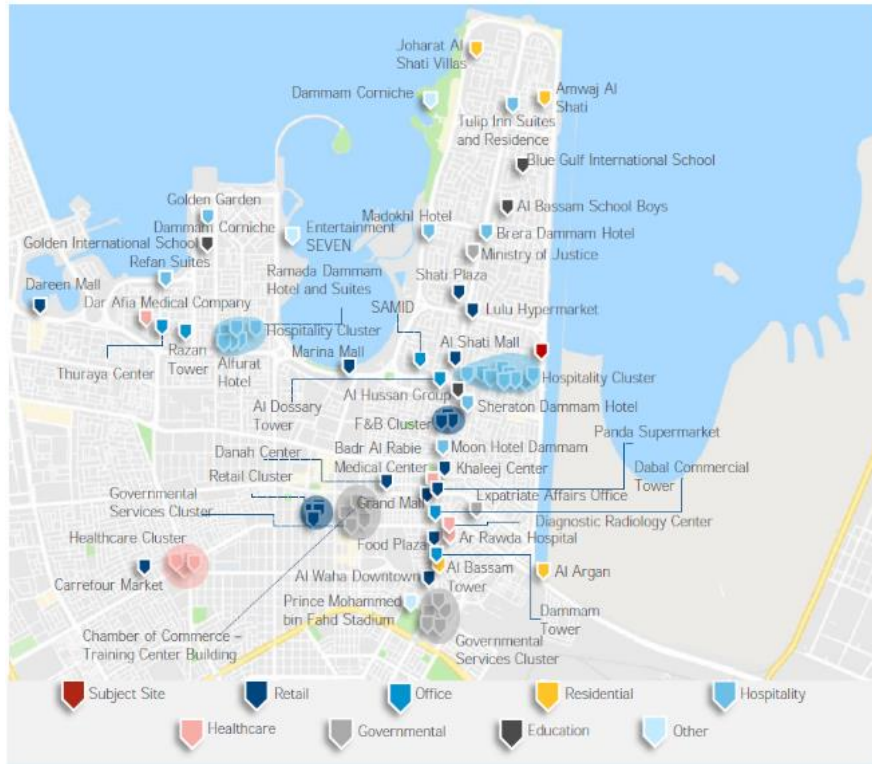 Joharat Al
Shati Villas
Dammam Corniche
Amwaj Al
Shati
Tulip Inn Suites
and Residence
Blue Gulf International School
Golden Garden
Al Bassam School Boys
Dammam Corniche
Entertainment
SEVEN
Madokhl Hotel
Brera Dammam Hotel
Golden International School
Refan Suites
Ministry of Justice
Ramada Dammam
Hotel and Suites
Shati Plaza
Dareen Mall
Dar Afia Medical Company
SAMID
Lulu Hypermarket
Hospitality Cluster
Al Shati Mall
Razan
Tower
Marina Mall
Thuraya Center
Alfurat
Hotel
Hospitality Cluster
Al Hussan Group
Al Dossary
Tower
Sheraton Dammam Hotel
F&B Cluster
Panda Supermarket
Danah Center
Badr Al Rabie
Medical Center
Moon Hotel Dammam
Retail Cluster
Khaleej Center
Dabal Commercial
Tower
Governmental
Services Cluster
Grand Mall
Expatriate Affairs Office
Healthcare Cluster
Diagnostic Radiology Center
Food Plaza
Ar Rawda Hospital
Carrefour Market
Al Waha Downtown
Al Bassam
Tower
Al Argan
Prince Mohammed
bin Fahd Stadium
Dammam
Tower
Chamber of Commerce –
Training Center Building
Governmental
Services Cluster
Subject Site
Retail
Office
Residential
Hospitality
Healthcare
Governmental
Education
Other